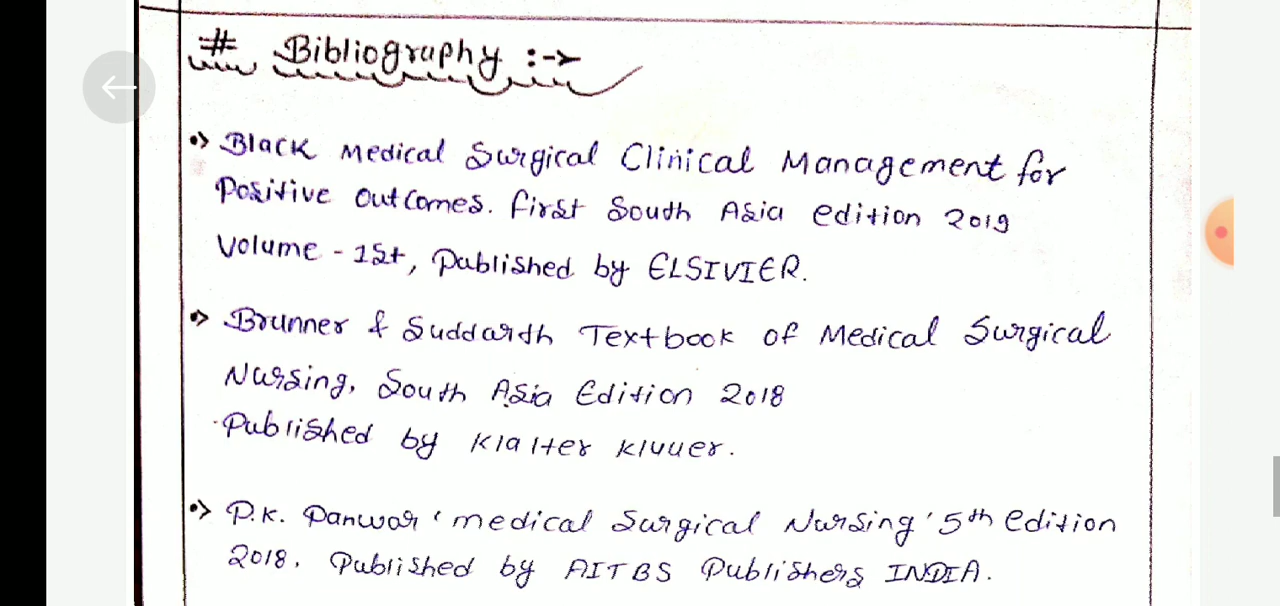 # Bibliography :->
•> Black Medical Surgical Clinical Management for
Positive Outcomes. first South Asia edition 2019
Volume - 1st, Published by ELSIVIER.
•> Brunner & Suddarth Textbook of Medical Surgical
Nursing, South Asia Edition 2018
Published by Klalter Kluuer.
•> P.K. Panwar 'medical Surgical Nursing' 5th edition
2018, Published by AITBS Publishers INDIA.